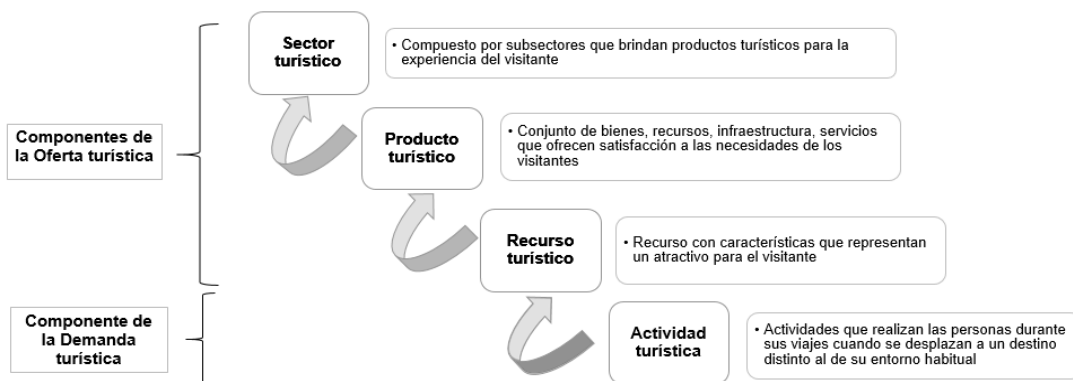 Sector
turístico
• Compuesto por subsectores que brindan productos turísticos para la
experiencia del visitante
Componentes de
la Oferta turística
Producto
turístico
• Conjunto de bienes, recursos, infraestructura, servicios
que ofrecen satisfacción a las necesidades de los
visitantes
Recurso
turístico
• Recurso con características que representan
un atractivo para el visitante
Componente de
la Demanda
turística
Actividad
turística
• Actividades que realizan las personas durante
sus viajes cuando se desplazan a un destino
distinto al de su entorno habitual